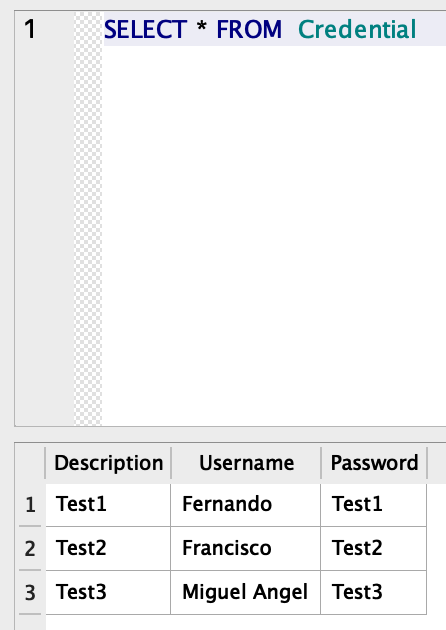 1 SELECT * FROM Credential
Description Username Password
1 Test1 Fernando Test1
2 Test2 Francisco Test2
3 Test3 Miguel Angel Test3